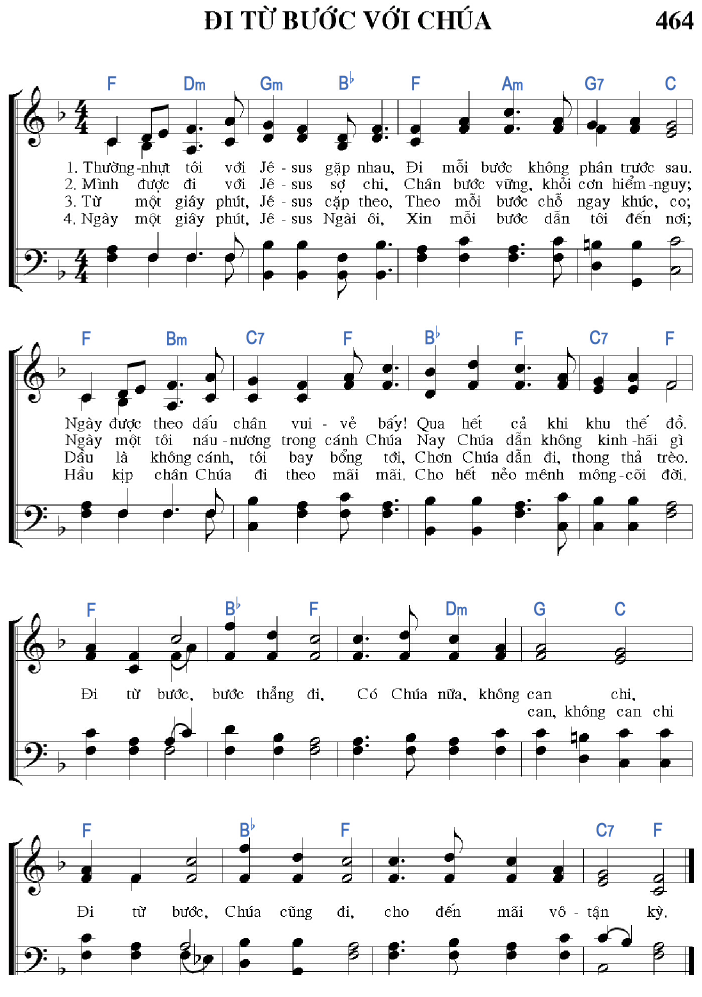 ĐI TỪ BƯỚC VỚI CHÚA 464
F Dm Gm B♭ F Am G7 C
1. Thường-nhựt tôi với Jê-sus gặp nhau, Đi mỗi bước không phân trước sau.
2. Mình được đi với Jê-sus sợ chi, Chân bước vững, khỏi cơn hiểm-nguy;
3. Từ một giây phút, Jê-sus cặp theo, Theo mỗi bước chỗ ngay khúc, co;
4. Ngày một giây phút, Jê-sus Ngài ôi, Xin mỗi bước dẫn tôi đến nơi;
F Bm C7 F B♭ F C7 F
Ngày được theo dấu chân vui-vẻ bấy! Qua hết cả khi khu thế đồ.
Ngày một tôi náu-nương trong cánh Chúa Nay Chúa dẫn không kinh-hãi gì
Dầu là không cánh, tôi bay bổng tới, Chơn Chúa dẫn đi, thong thả trèo.
Hầu kịp chân Chúa đi theo mãi mãi, Cho hết nẻo mênh mông-cõi đời.
F B♭ F Dm G C
Đi từ bước, bước thẳng đi, Có Chúa nữa, không can chi,
can, không can chi
F B♭ F C7 F
Đi từ bước, Chúa cũng đi, cho đến mãi vô-tận kỳ.